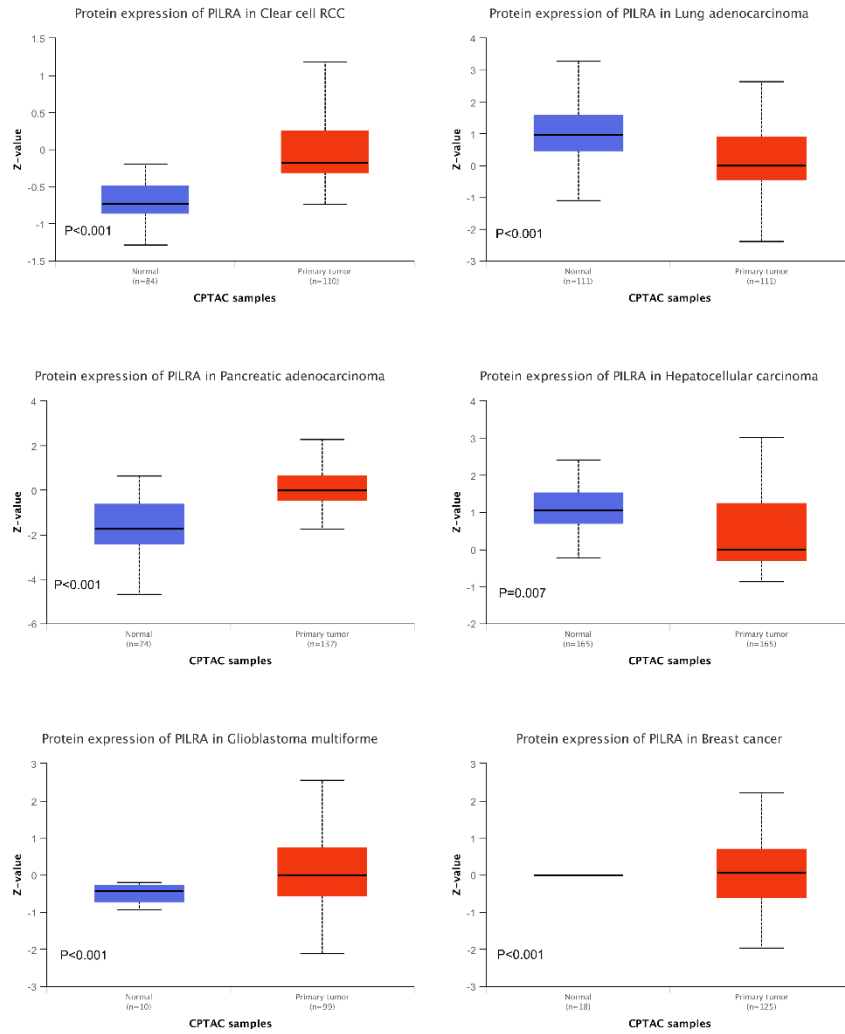 Protein expression of PILRA in Clear cell RCC
1.5
1
0.5
0
-0.5
-1
-1.5
Z-value
P<0.001
Normal
(n=84)
Primary tumor
(n=110)
CPTAC samples
Protein expression of PILRA in Lung adenocarcinoma
4
3
2
1
0
-1
-2
-3
Z-value
P<0.001
Normal
(n=111)
Primary tumor
(n=111)
CPTAC samples
Protein expression of PILRA in Pancreatic adenocarcinoma
4
2
0
-2
-4
-6
Z-value
P<0.001
Normal
(n=74)
Primary tumor
(n=137)
CPTAC samples
Protein expression of PILRA in Hepatocellular carcinoma
4
3
2
1
0
-1
-2
Z-value
P=0.007
Normal
(n=165)
Primary tumor
(n=165)
CPTAC samples
Protein expression of PILRA in Glioblastoma multiforme
3
2
1
0
-1
-2
-3
Z-value
P<0.001
Normal
(n=10)
Primary tumor
(n=99)
CPTAC samples
Protein expression of PILRA in Breast cancer
3
2
1
0
-1
-2
-3
Z-value
P<0.001
Normal
(n=18)
Primary tumor
(n=125)
CPTAC samples